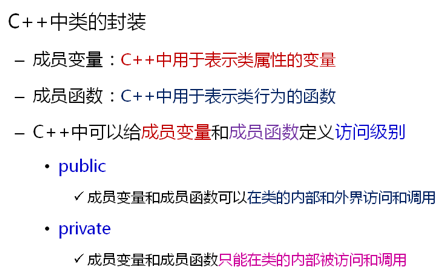 C++中类的封装
– 成员变量：C++中用于表示类属性的变量
– 成员函数：C++中用于表示类行为的函数
– C++中可以给成员变量和成员函数定义访问级别
• public
✓ 成员变量和成员函数可以在类的内部和外界访问和调用
• private
✓ 成员变量和成员函数只能在类的内部被访问和调用